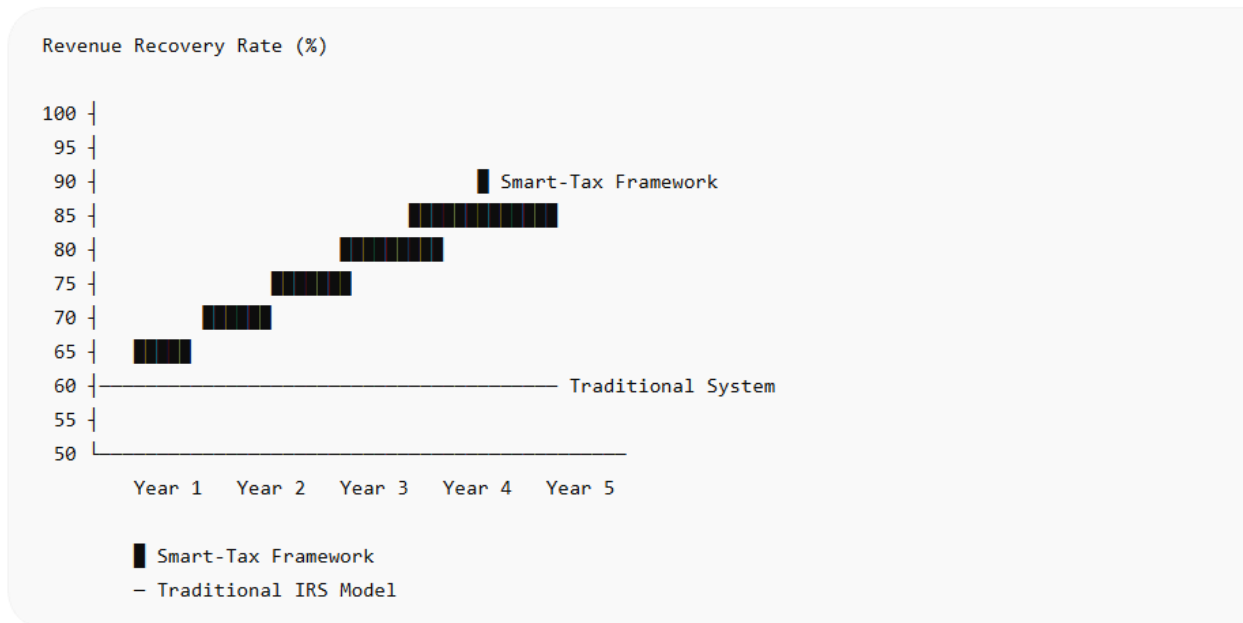 Revenue Recovery Rate (%)
100
95
90 Smart-Tax Framework
85
80
75
70
65
60 Traditional System
55
50
Year 1 Year 2 Year 3 Year 4 Year 5
Smart-Tax Framework
— Traditional IRS Model